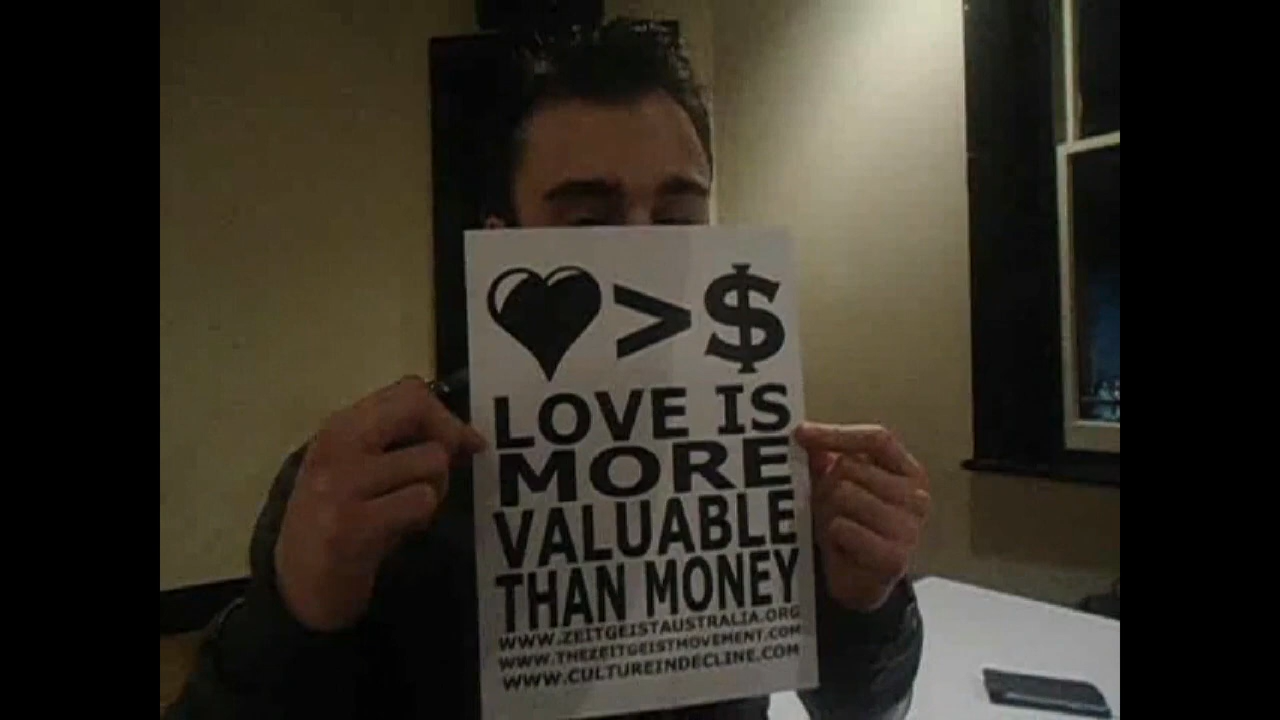 ♥>$
LOVE IS
MORE
VALUABLE
THAN MONEY
WWW.ZEITGEISTAUSTRALIA.ORG
WWW.THEZEITGEISTMOVEMENT.COM
WWW.CULTUREINDECLINE.COM